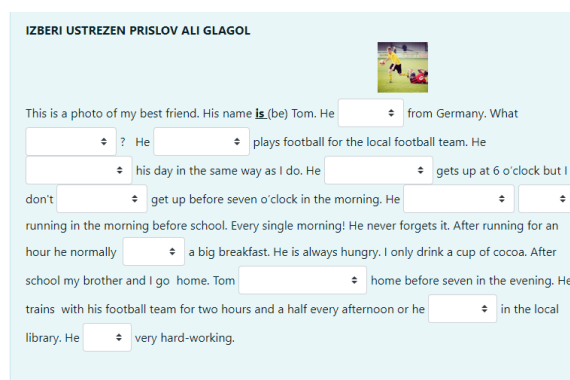 IZBERI USTREZEN PRISLOV ALI GLAGOL
This is a photo of my best friend. His name is (be) Tom. He from Germany. What
? He plays football for the local football team. He
his day in the same way as I do. He gets up at 6 o'clock but I
don't get up before seven o'clock in the morning. He
running in the morning before school. Every single morning! He never forgets it. After running for an
hour he normally a big breakfast. He is always hungry. I only drink a cup of cocoa. After
school my brother and I go home. Tom home before seven in the evening. He
trains with his football team for two hours and a half every afternoon or he in the local
library. He very hard-working.